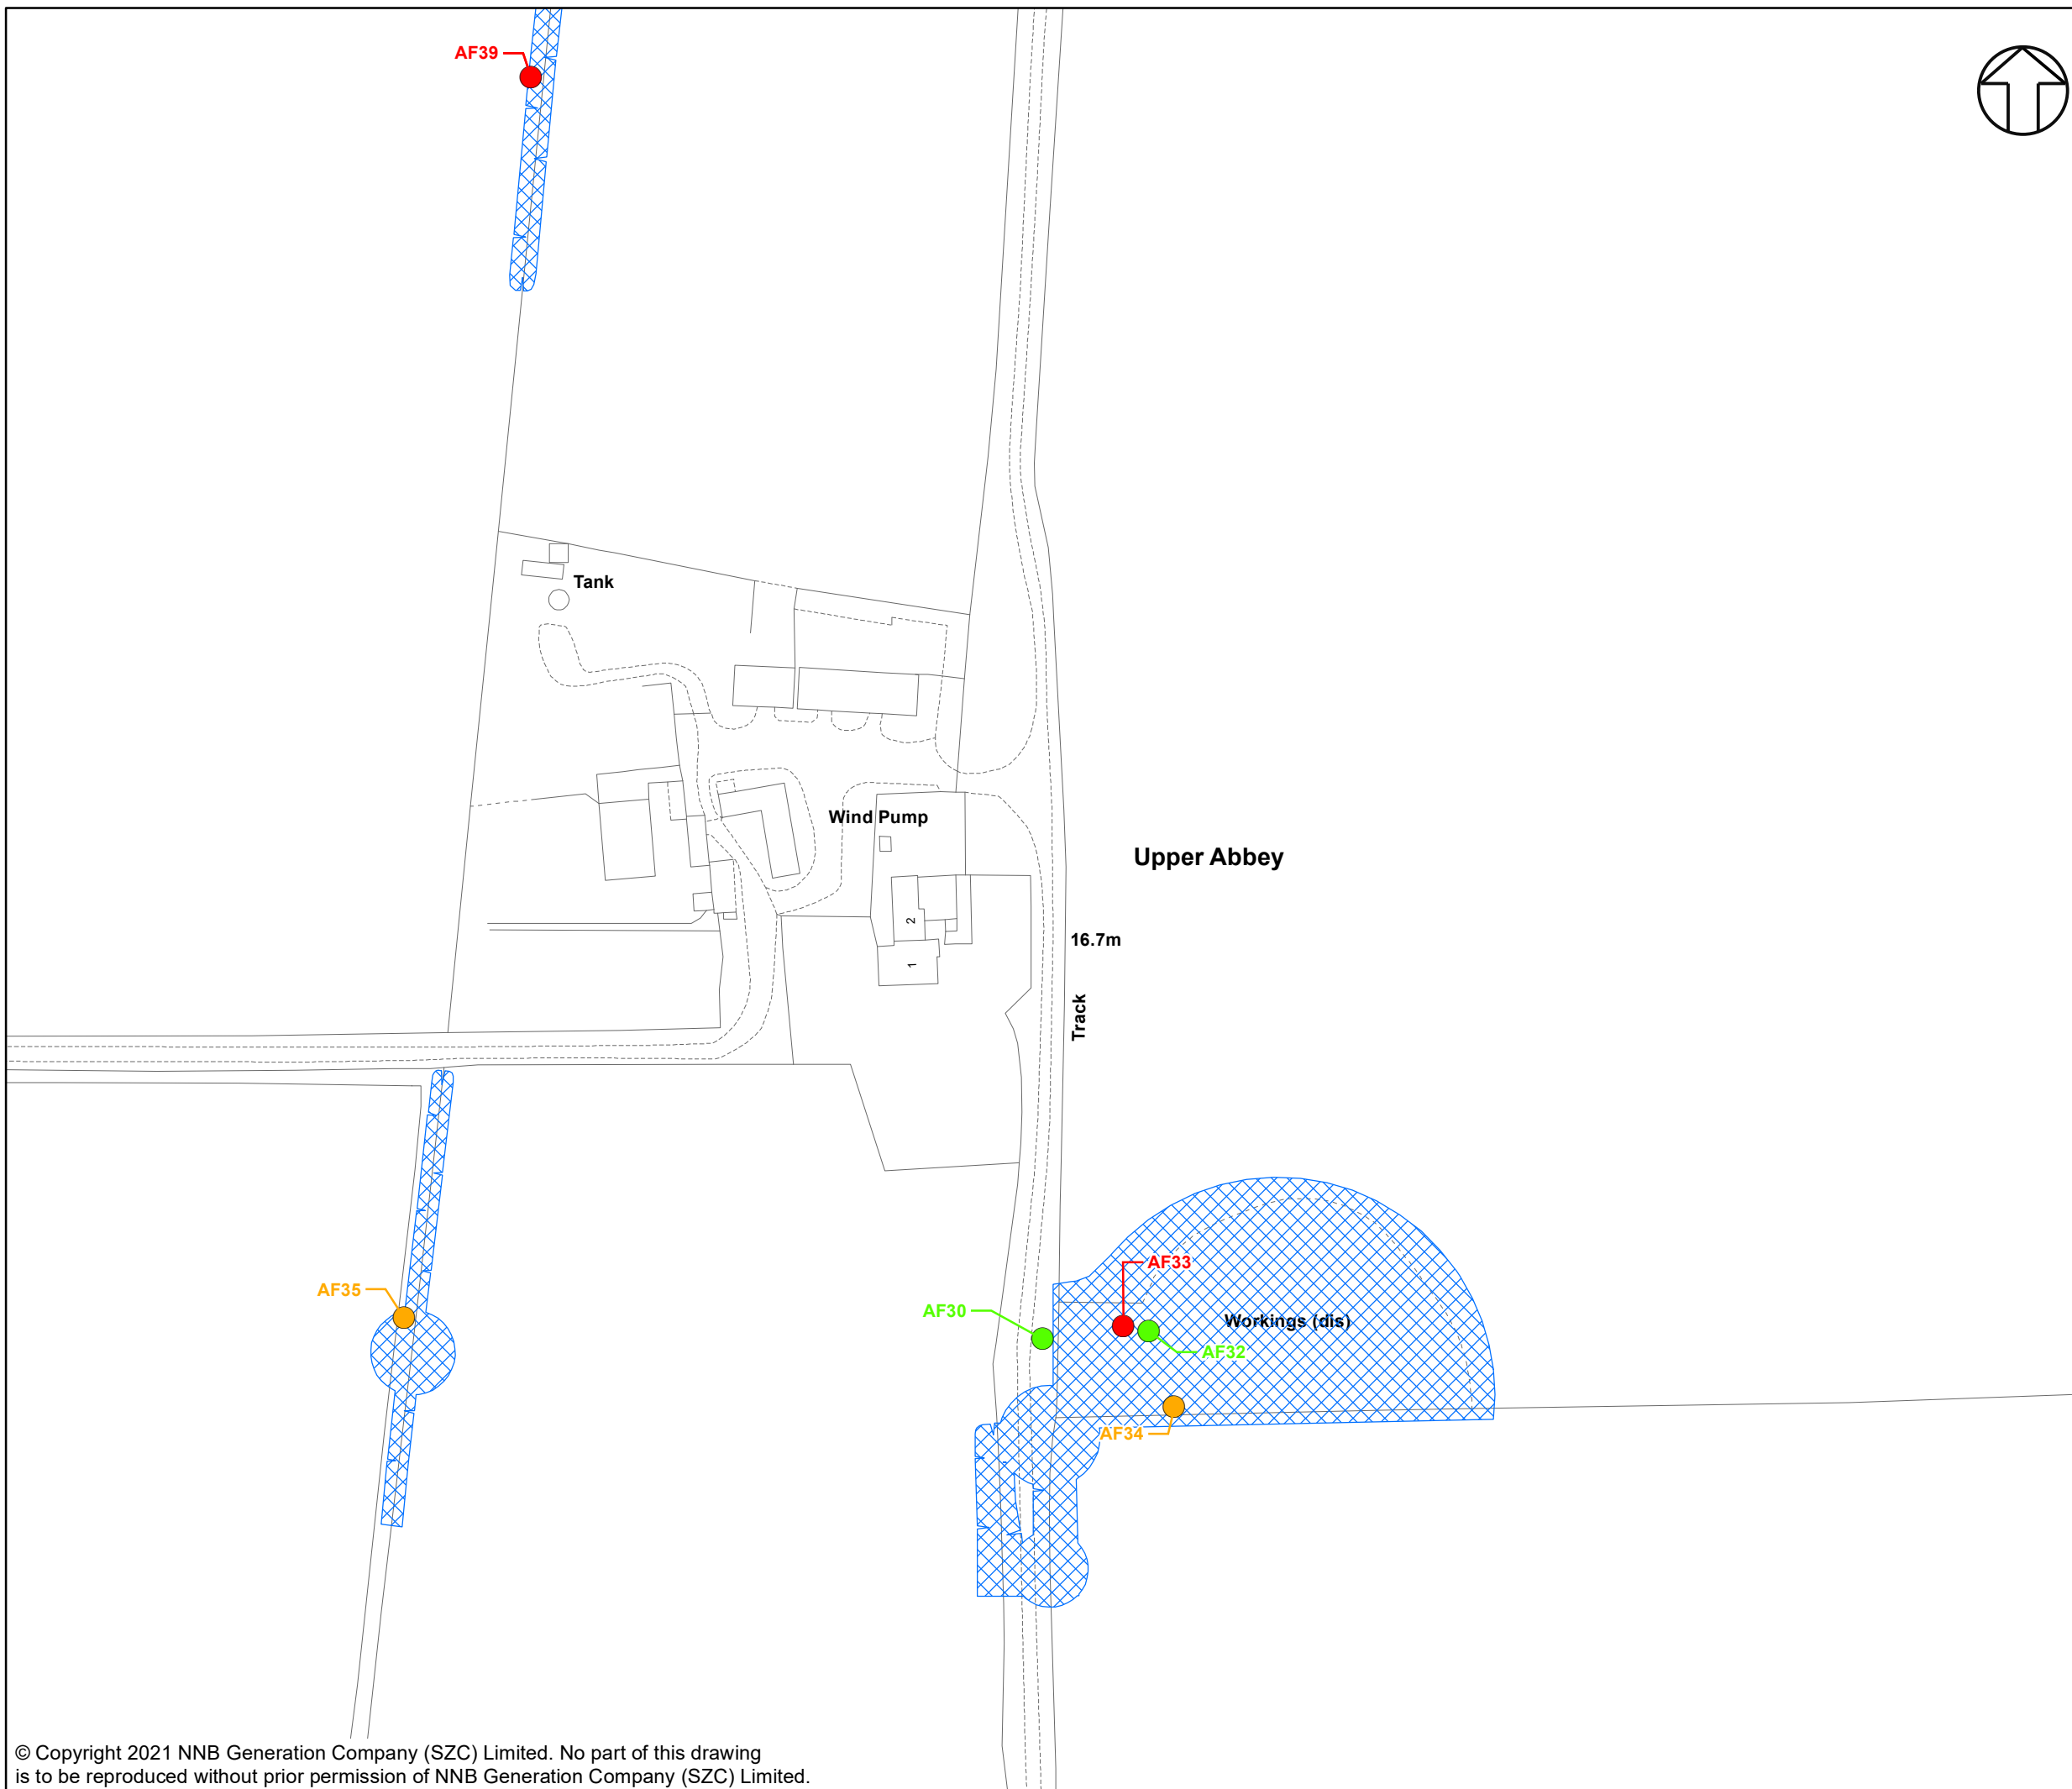 AF39
Tank
Wind Pump
Upper Abbey
2
16.7m
1
Track
AF33
AF35
AF30
Workings (dis)
AF32
AF34
© Copyright 2021 NNB Generation Company (SZC) Limited. No part of this drawing
is to be reproduced without prior permission of NNB Generation Company (SZC) Limited.